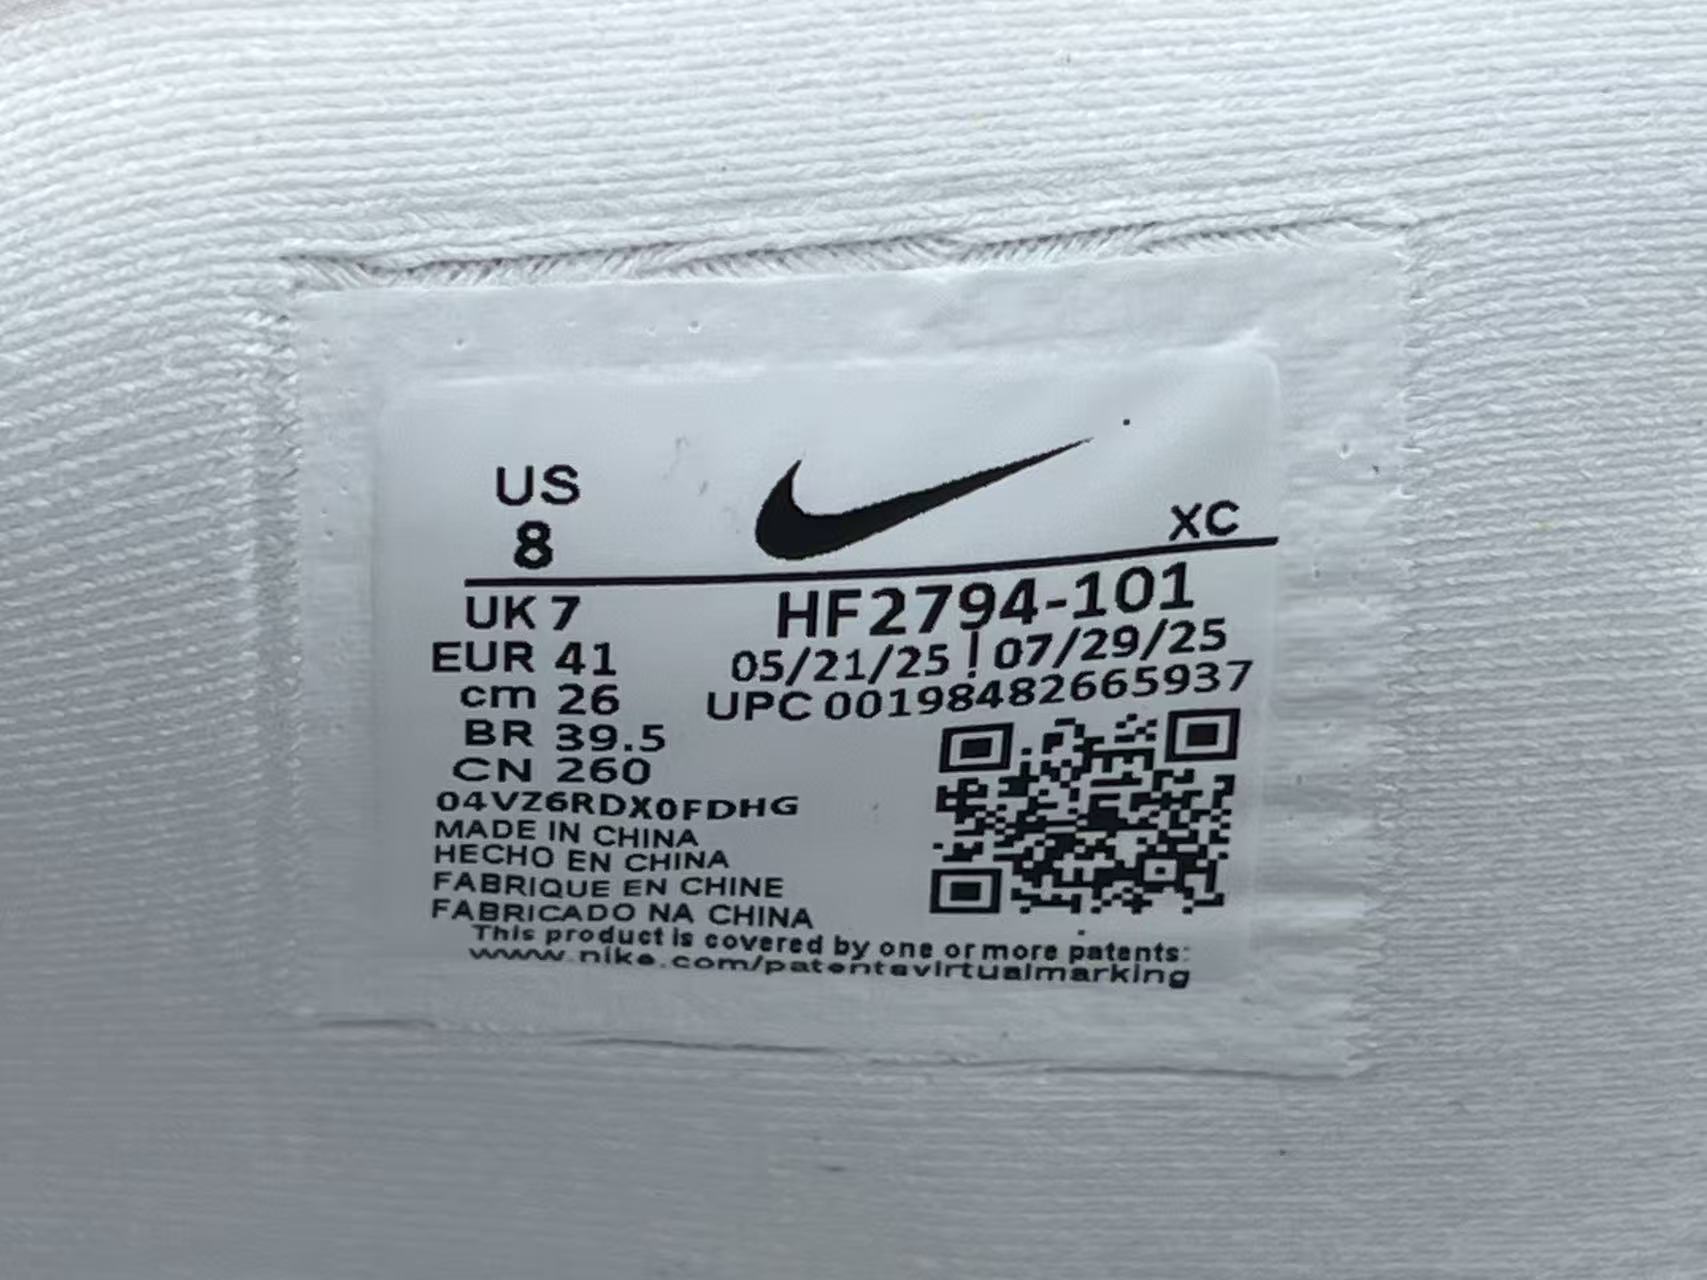 US
8
XC
UK 7
HF2794-101
EUR 41
05/21/25 | 07/29/25
cm 26
UPC 00198482665937
BR 39.5
CN 260
04VZ6RDX0FDHG
MADE IN CHINA
HECHO EN CHINA
FABRIQUE EN CHINE
FABRICADO NA CHINA
This product is covered by one or more patents:
www.nike.com/patentsvirtualmarking